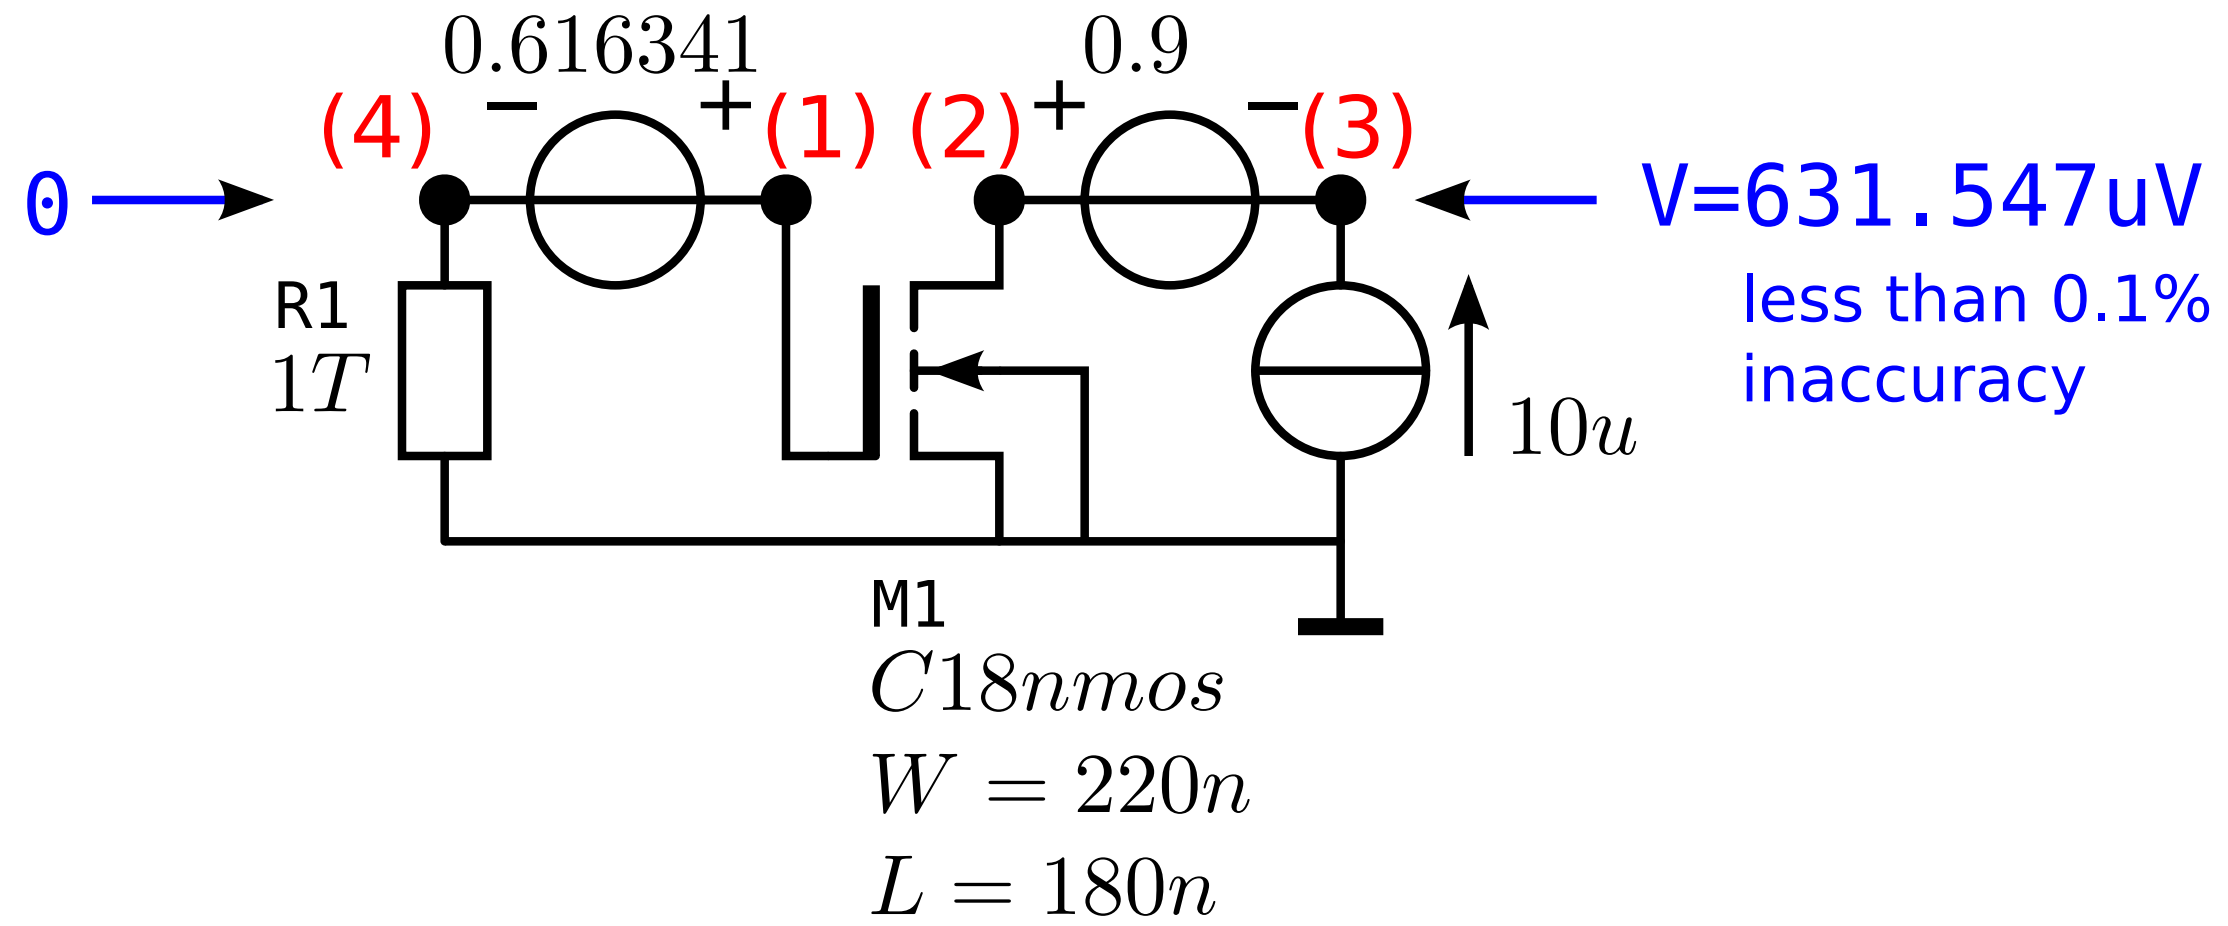 0.616341
0.9
(4)
−
+
(1)
(2)
+
−
(3)
0
V=631.547uV
less than 0.1%
inaccuracy
R1
1T
10u
M1
C18nmos
W = 220n
L = 180n